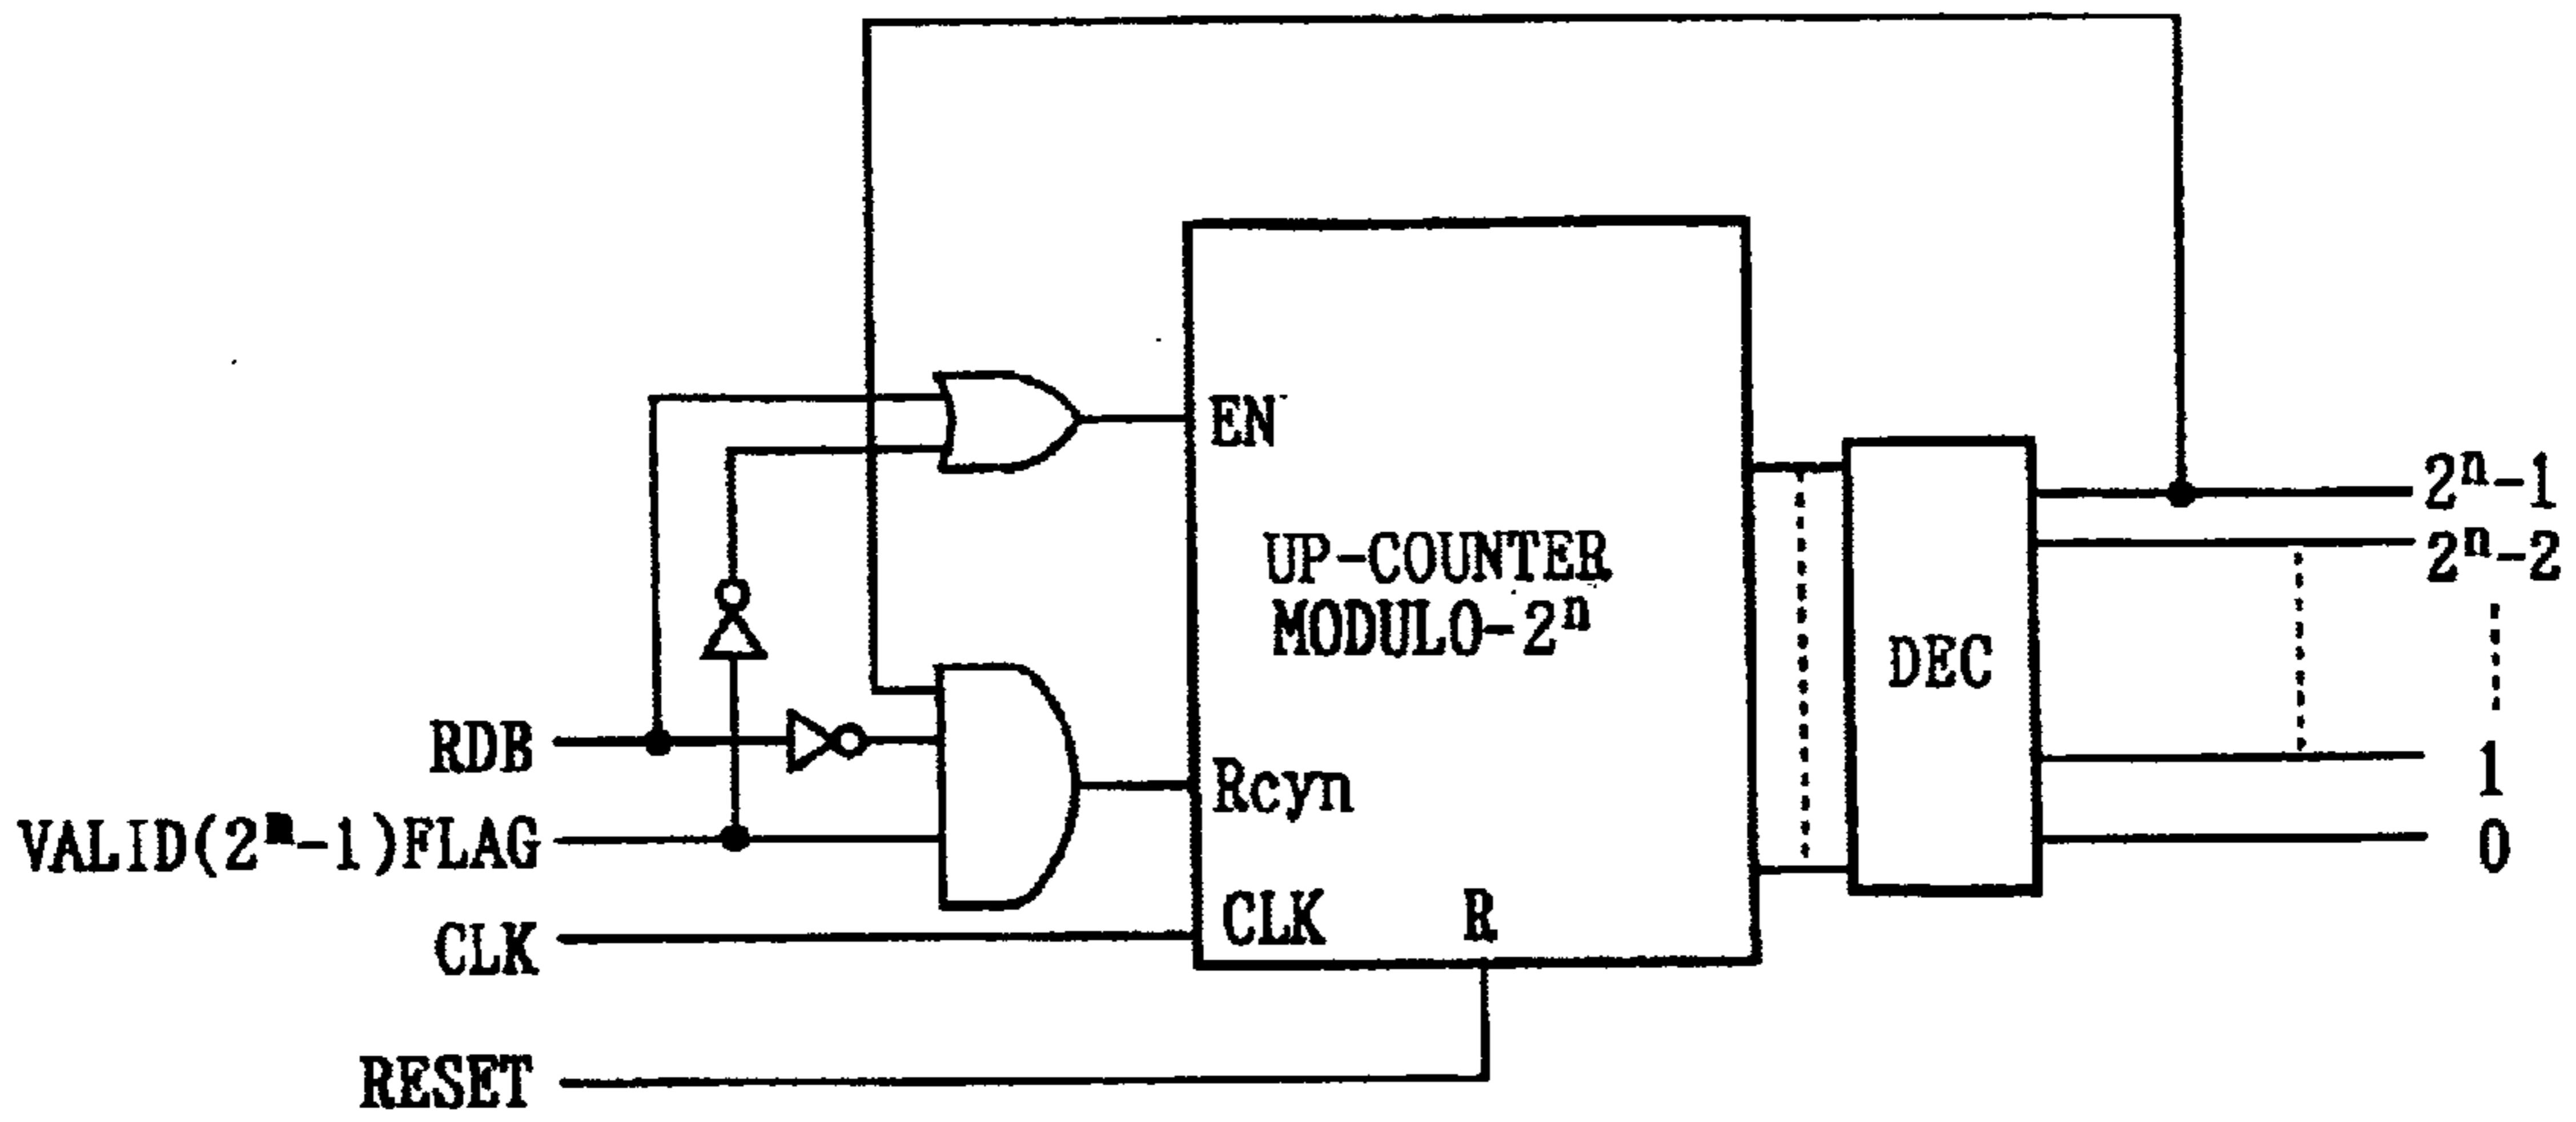 EN
UP-COUNTER
MODULO-2ⁿ
Rcyn
CLK
R
DEC
2ⁿ-1
2ⁿ-2
1
0
RDB
VALID(2ᵐ-1)FLAG
CLK
RESET